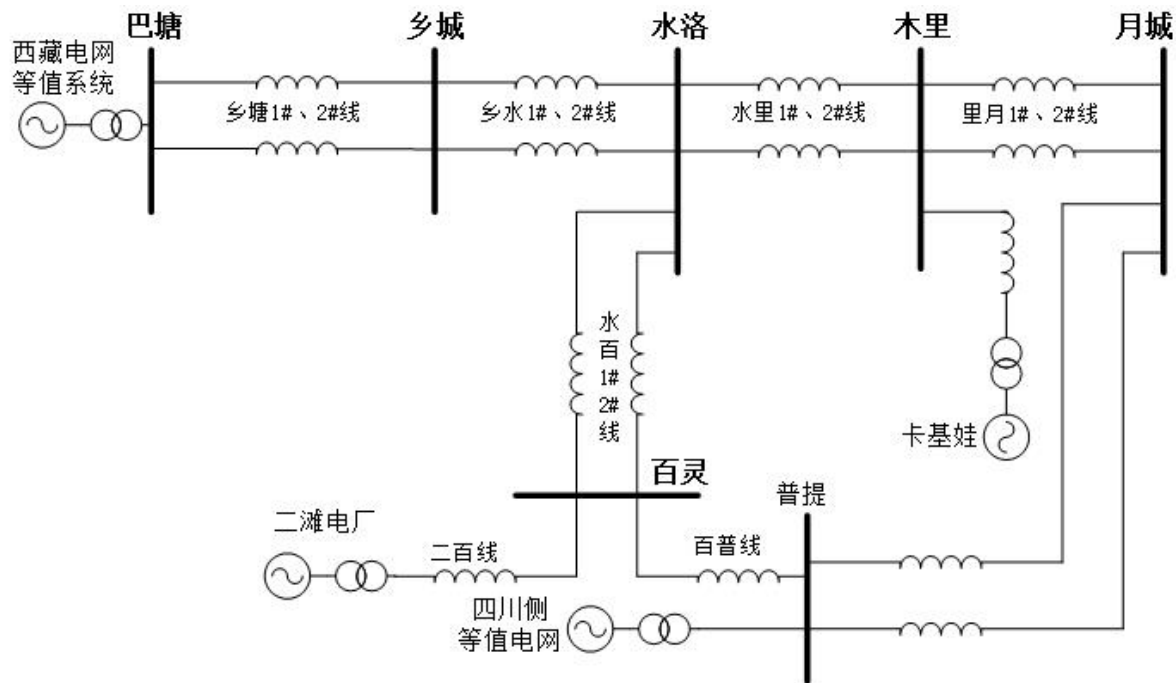 巴塘
乡城
水洛
木里
月城
西藏电网
等值系统
乡塘1#、2#线
乡水1#、2#线
水里1#、2#线
里月1#、2#线
水
百
1#
2#
线
卡基娃
百灵
普提
二滩电厂
二百线
百普线
四川侧
等值电网